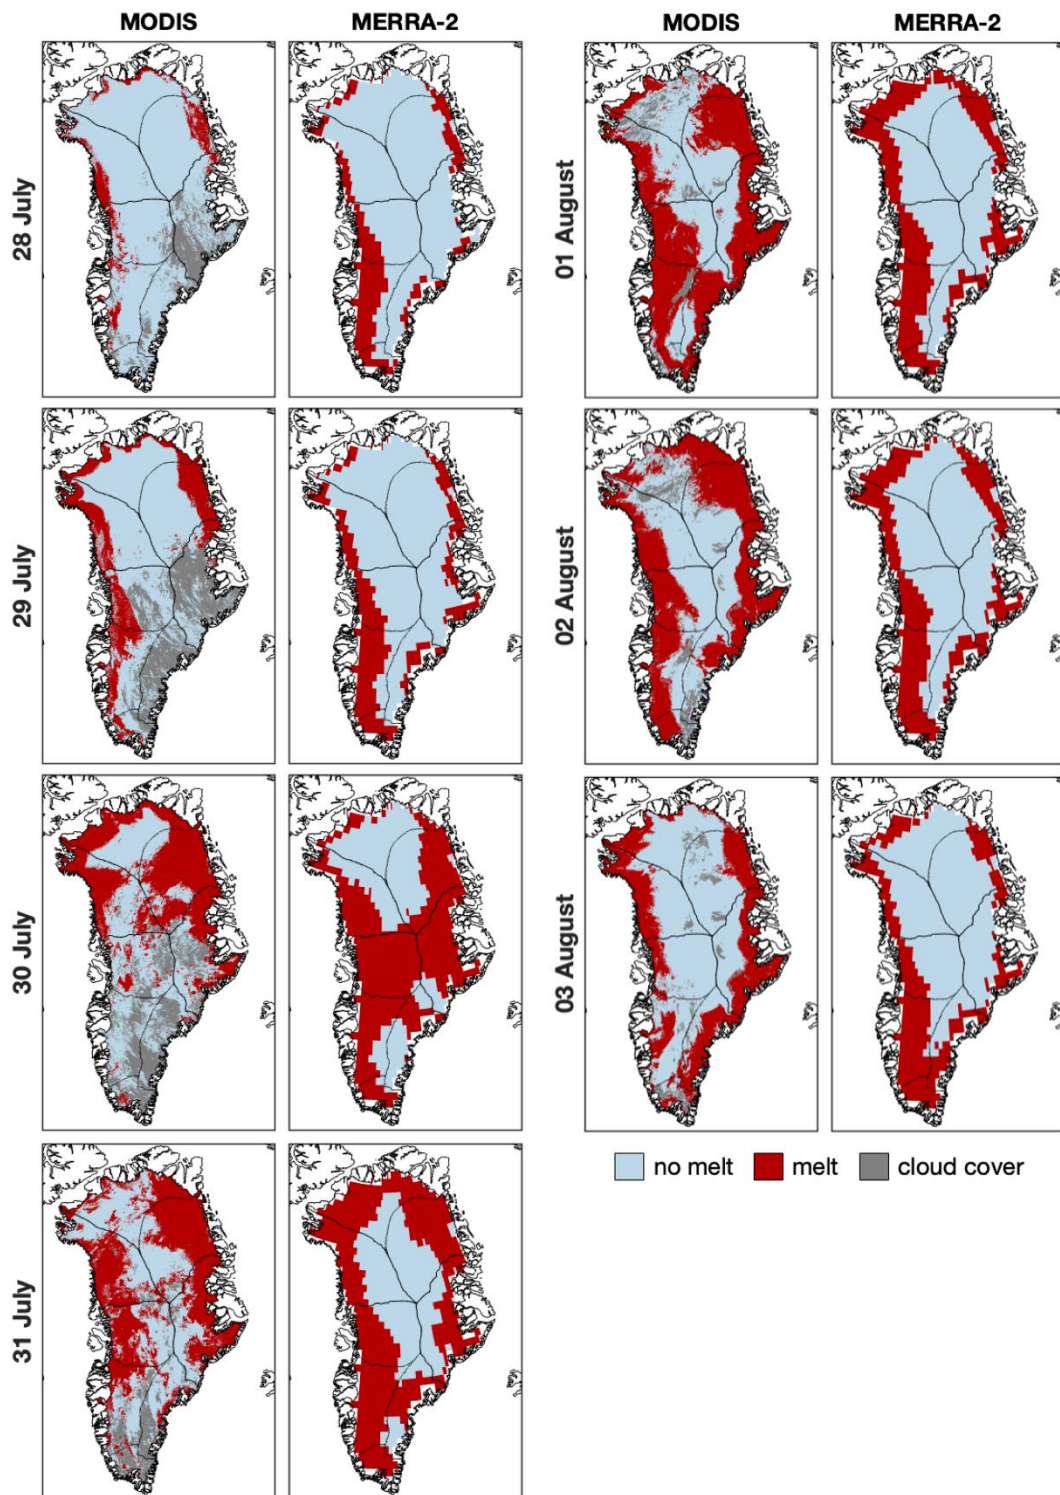 MODIS MERRA-2 MODIS MERRA-2
28 July
01 August
29 July
02 August
30 July
03 August
no melt melt cloud cover
31 July